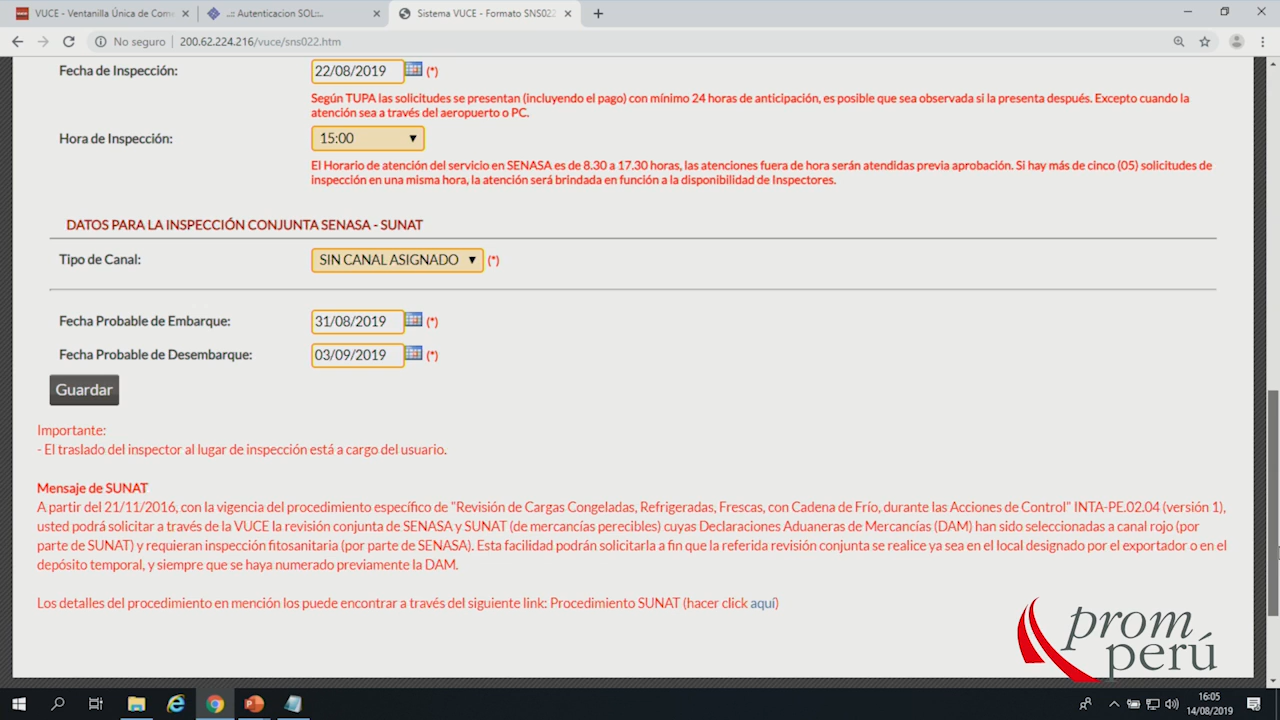 VUCE - Ventanilla Única de Com
..:: Autenticacion SOL::..
Sistema VUCE - Formato SNS022
No seguro | 200.62.224.216/vuce/sns022.htm
Fecha de Inspección: 22/08/2019 (*)
Según TUPA las solicitudes se presentan (incluyendo el pago) con mínimo 24 horas de anticipación, es posible que sea observada si la presenta después. Excepto cuando la
atención sea a través del aeropuerto o PC.
Hora de Inspección: 15:00
El Horario de atención del servicio en SENASA es de 8.30 a 17.30 horas, las atenciones fuera de hora serán atendidas previa aprobación. Si hay más de cinco (05) solicitudes de
inspección en una misma hora, la atención será brindada en función a la disponibilidad de Inspectores.
DATOS PARA LA INSPECCIÓN CONJUNTA SENASA - SUNAT
Tipo de Canal: SIN CANAL ASIGNADO (*)
Fecha Probable de Embarque: 31/08/2019 (*)
Fecha Probable de Desembarque: 03/09/2019 (*)
Guardar
Importante:
- El traslado del inspector al lugar de inspección está a cargo del usuario.
Mensaje de SUNAT
A partir del 21/11/2016, con la vigencia del procedimiento específico de "Revisión de Cargas Congeladas, Refrigeradas, Frescas, con Cadena de Frío, durante las Acciones de Control" INTA-PE.02.04 (versión 1),
usted podrá solicitar a través de la VUCE la revisión conjunta de SENASA y SUNAT (de mercancías perecibles) cuyas Declaraciones Aduaneras de Mercancías (DAM) han sido seleccionadas a canal rojo (por
parte de SUNAT) y requieran inspección fitosanitaria (por parte de SENASA). Esta facilidad podrán solicitarla a fin que la referida revisión conjunta se realice ya sea en el local designado por el exportador o en el
depósito temporal, y siempre que se haya numerado previamente la DAM.
Los detalles del procedimiento en mención los puede encontrar a través del siguiente link: Procedimiento SUNAT (hacer click aquí)
prom
perú
16:05
14/08/2019